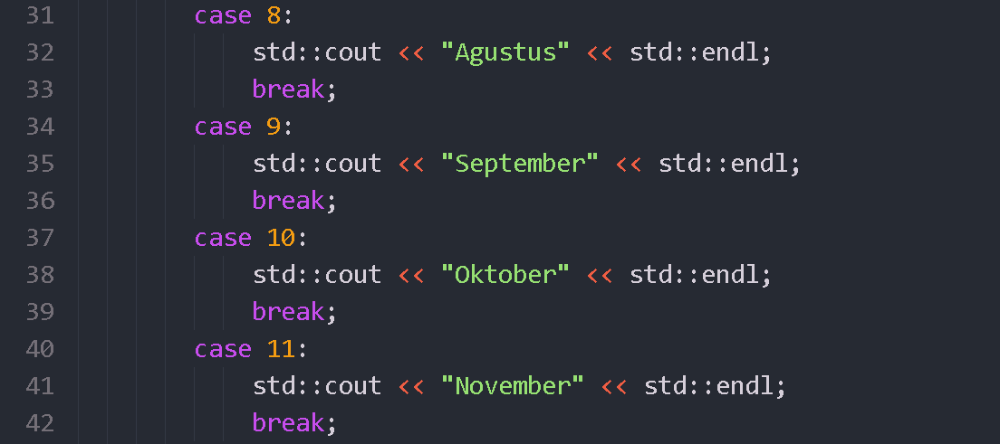 31 case 8:
32 std::cout << "Agustus" << std::endl;
33 break;
34 case 9:
35 std::cout << "September" << std::endl;
36 break;
37 case 10:
38 std::cout << "Oktober" << std::endl;
39 break;
40 case 11:
41 std::cout << "November" << std::endl;
42 break;